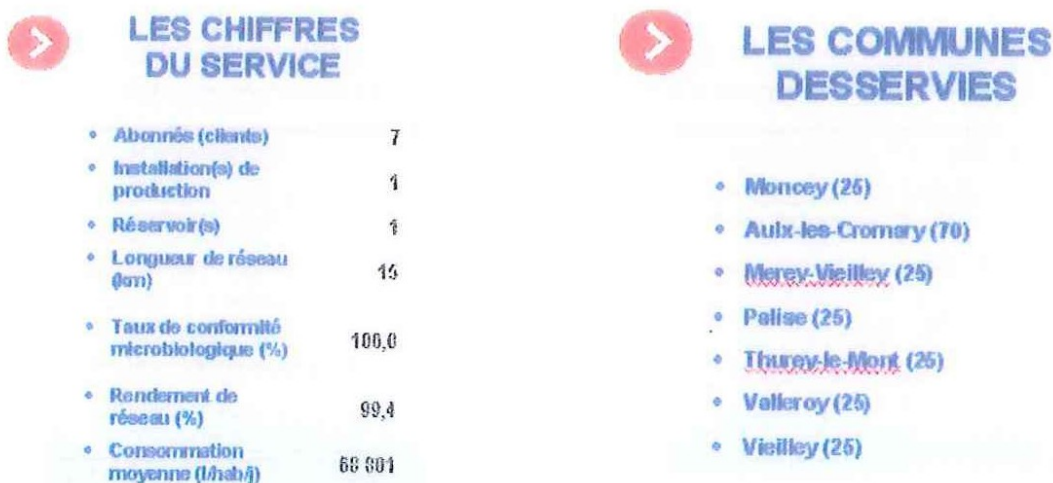 LES CHIFFRES
DU SERVICE
Abonnés (clients) 7
Installation(s) de
production 1
Réservoir(s) 1
Longueur de réseau
(km)
Taux de conformité
microbiologique (%) 100,0
Rendement de
réseau (%) 99,4
Consommation
moyenne (l/hab/j)
LES COMMUNES
DESSERVIES
Moncey (25)
Aulx-les-Cromary (70)
Merey-Vieilley (25)
Palise (25)
Thurey-le-Mont (25)
Valleroy (25)
Vieilley (25)